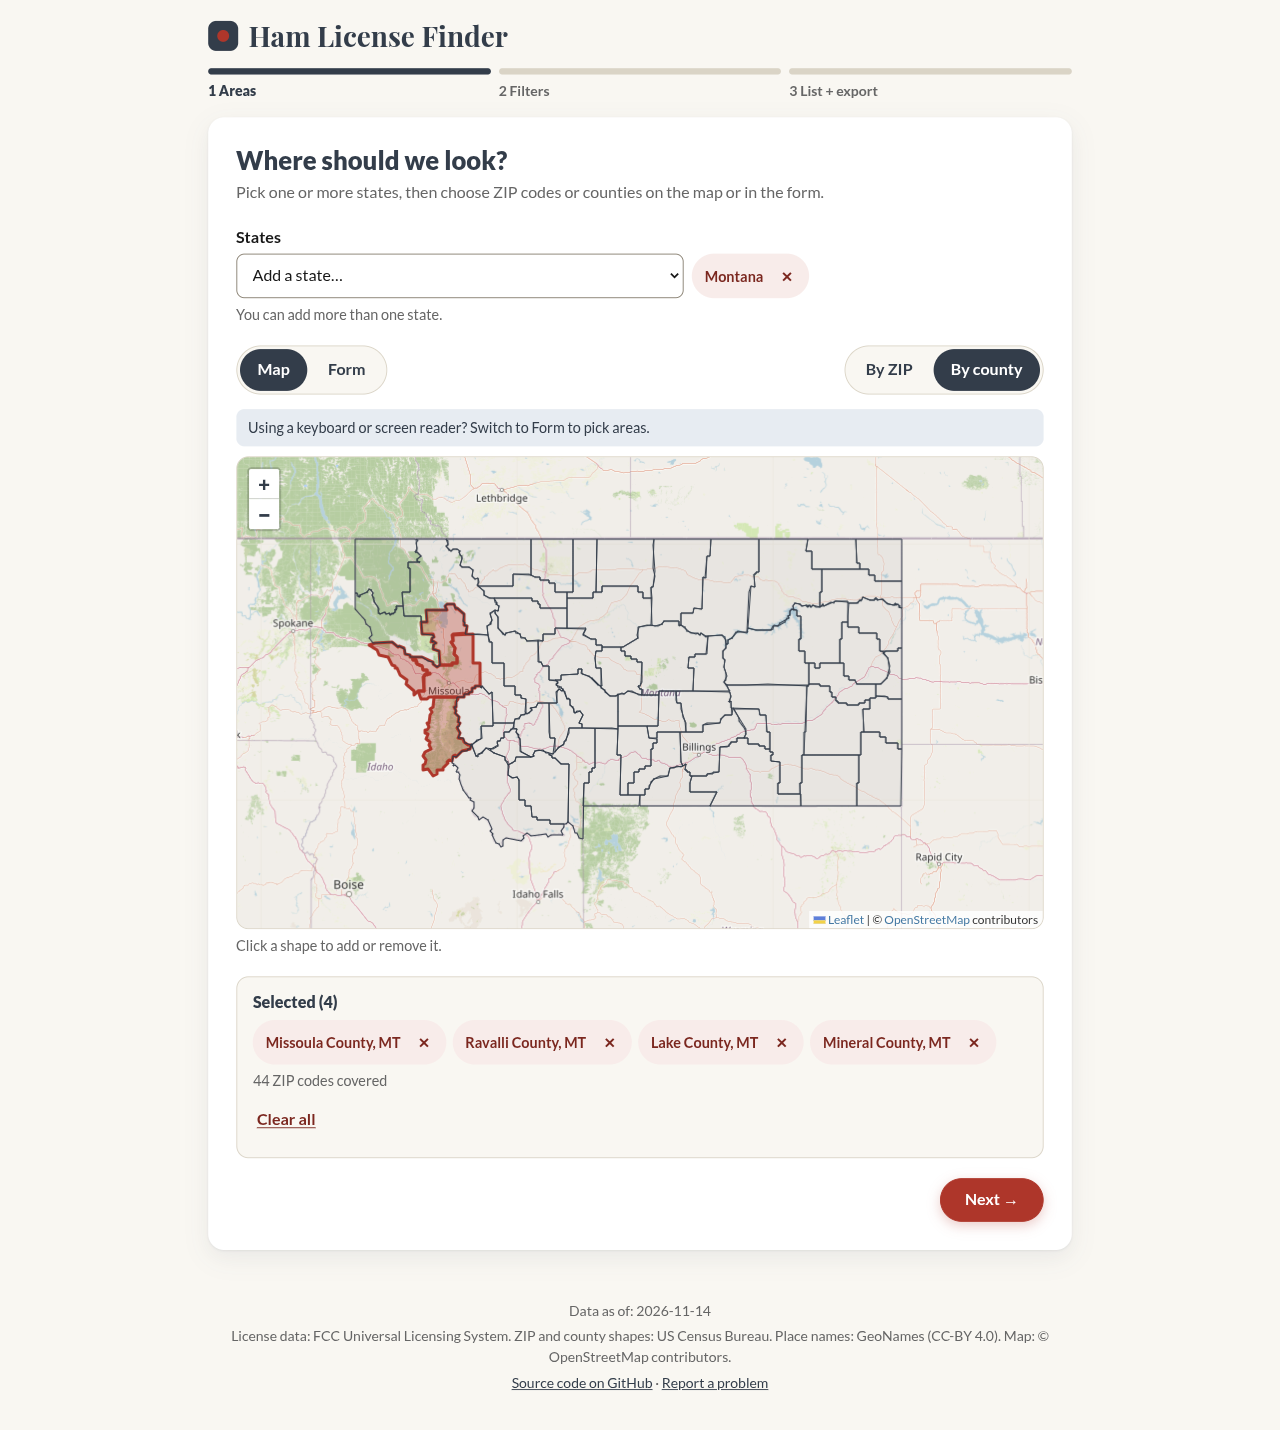 Ham License Finder
1 Areas
2 Filters
3 List + export
Where should we look?
Pick one or more states, then choose ZIP codes or counties on the map or in the form.
States
Add a state...
Montana ✕
You can add more than one state.
Map
Form
By ZIP
By county
Using a keyboard or screen reader? Switch to Form to pick areas.
+
−
Lethbridge
Spokane
Missoula
Montana
Bis
Billings
Idaho
Rapid City
Boise
Idaho Falls
Leaflet | © OpenStreetMap contributors
Click a shape to add or remove it.
Selected (4)
Missoula County, MT ✕
Ravalli County, MT ✕
Lake County, MT ✕
Mineral County, MT ✕
44 ZIP codes covered
Clear all
Next →
Data as of: 2026-11-14
License data: FCC Universal Licensing System. ZIP and county shapes: US Census Bureau. Place names: GeoNames (CC-BY 4.0). Map: ©
OpenStreetMap contributors.
Source code on GitHub · Report a problem